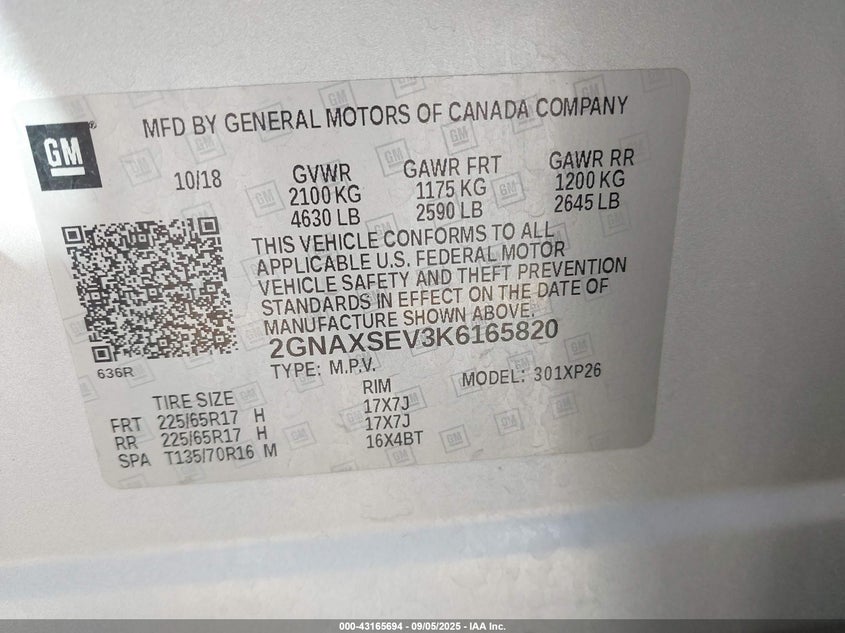 MFD BY GENERAL MOTORS OF CANADA COMPANY
GM®
10/18
GVWR
2100 KG
4630 LB
GAWR FRT
1175 KG
2590 LB
GAWR RR
1200 KG
2645 LB
THIS VEHICLE CONFORMS TO ALL
APPLICABLE U.S. FEDERAL MOTOR
VEHICLE SAFETY AND THEFT PREVENTION
STANDARDS IN EFFECT ON THE DATE OF
MANUFACTURE SHOWN ABOVE.
2GNAXSEV3K6165820
636R
TYPE: M.P.V.
MODEL: 301XP26
TIRE SIZE RIM
FRT 225/65R17 H 17X7J
RR 225/65R17 H 17X7J
SPA T135/70R16 M 16X4BT
000-43165694 - 09/05/2025 - IAA Inc.